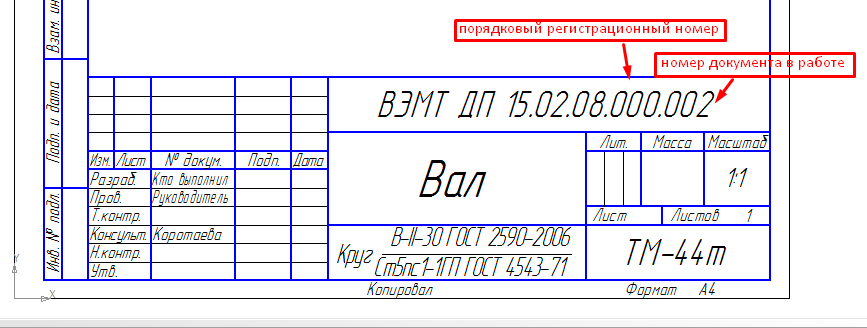 порядковый регистрационный номер
номер документа в работе
ВЭМТ ДП 15.02.08.000.002
Взам. ин
Подп. и дата
Инв. № подл.
Изм. Лист № докум. Подп. Дата
Разраб. Кто выполнил
Пров. Руководитель
Т.контр.
Консульт. Коротаева
Н.контр.
Утв.
Вал
Лит. Масса Масштаб
1:1
Лист Листов 1
Круг В-II-30 ГОСТ 2590-2006
Ст5пс1-1ГП ГОСТ 4543-71
ТМ-44т
Копировал Формат А4
Y
X